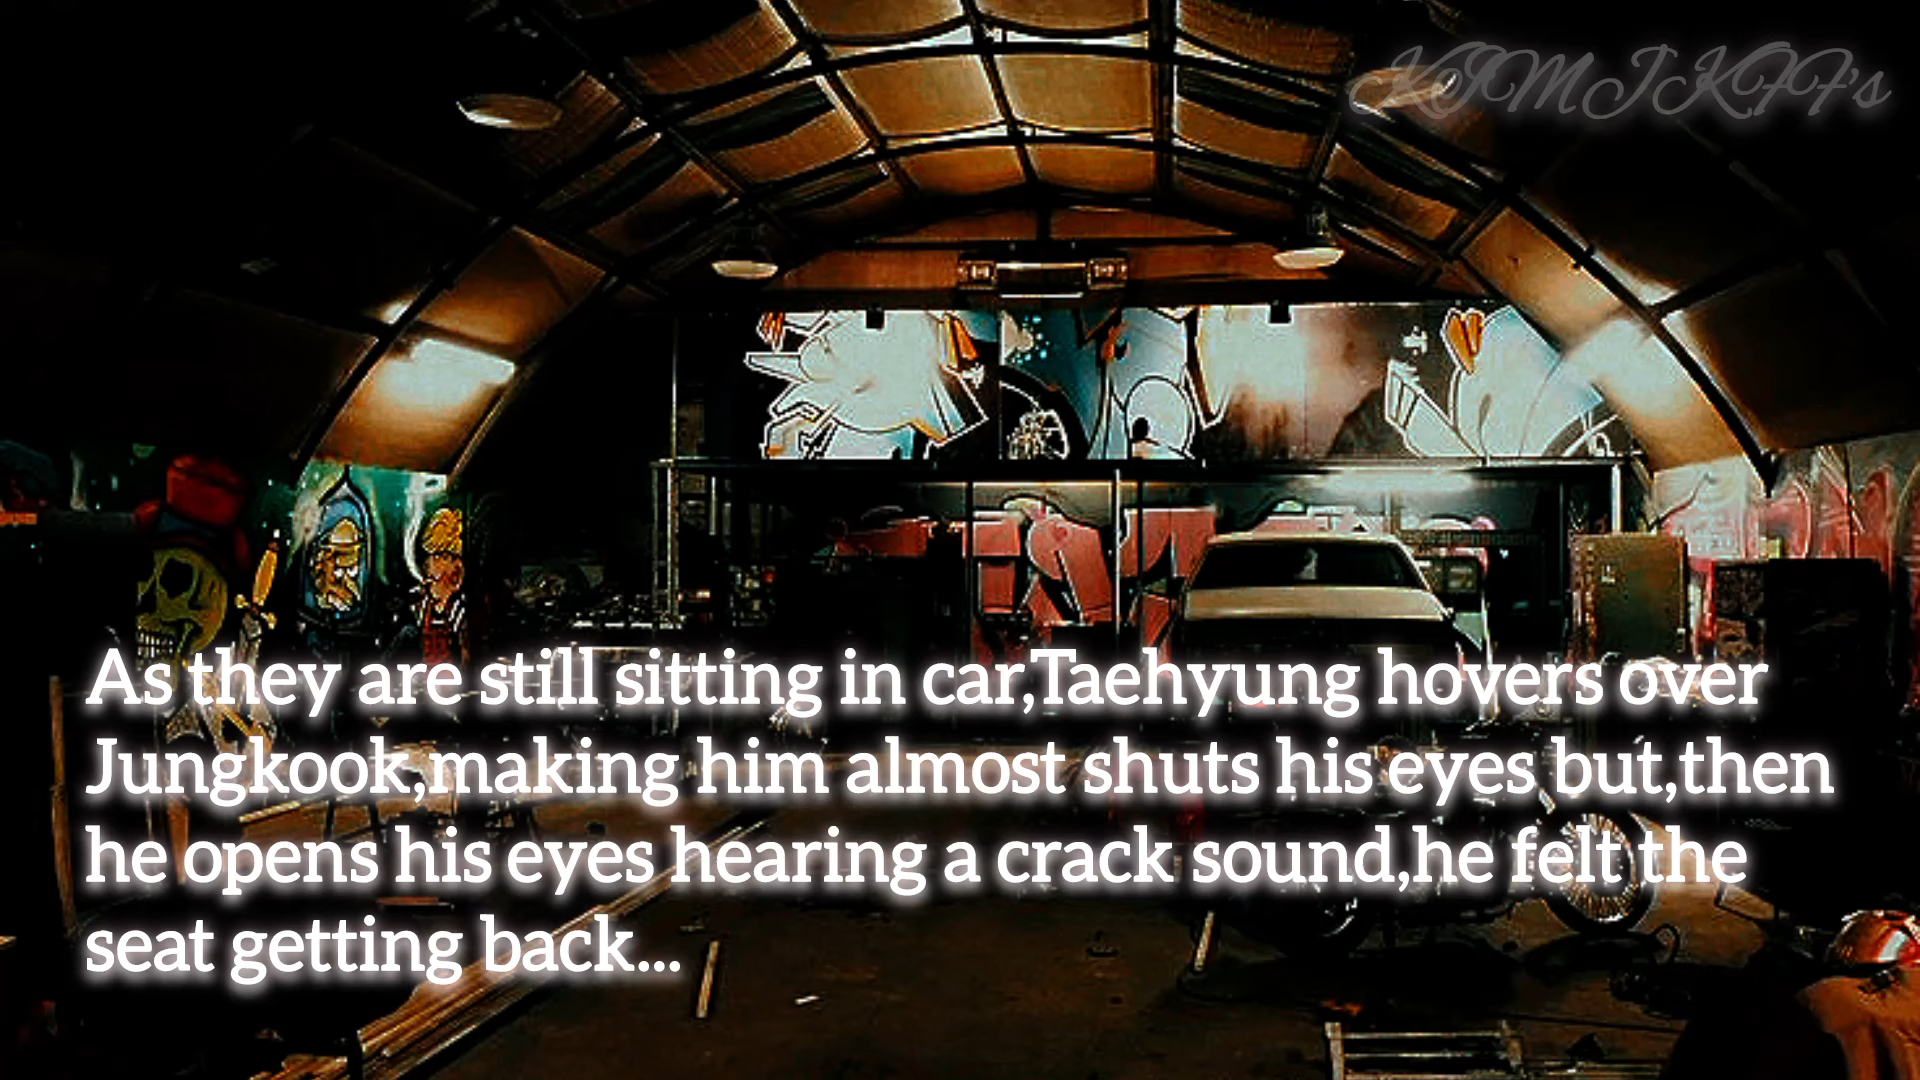 KIMJKFF's
As they are still sitting in car,Taehyung hovers over
Jungkook,making him almost shuts his eyes but,then
he opens his eyes hearing a crack sound,he felt the
seat getting back...